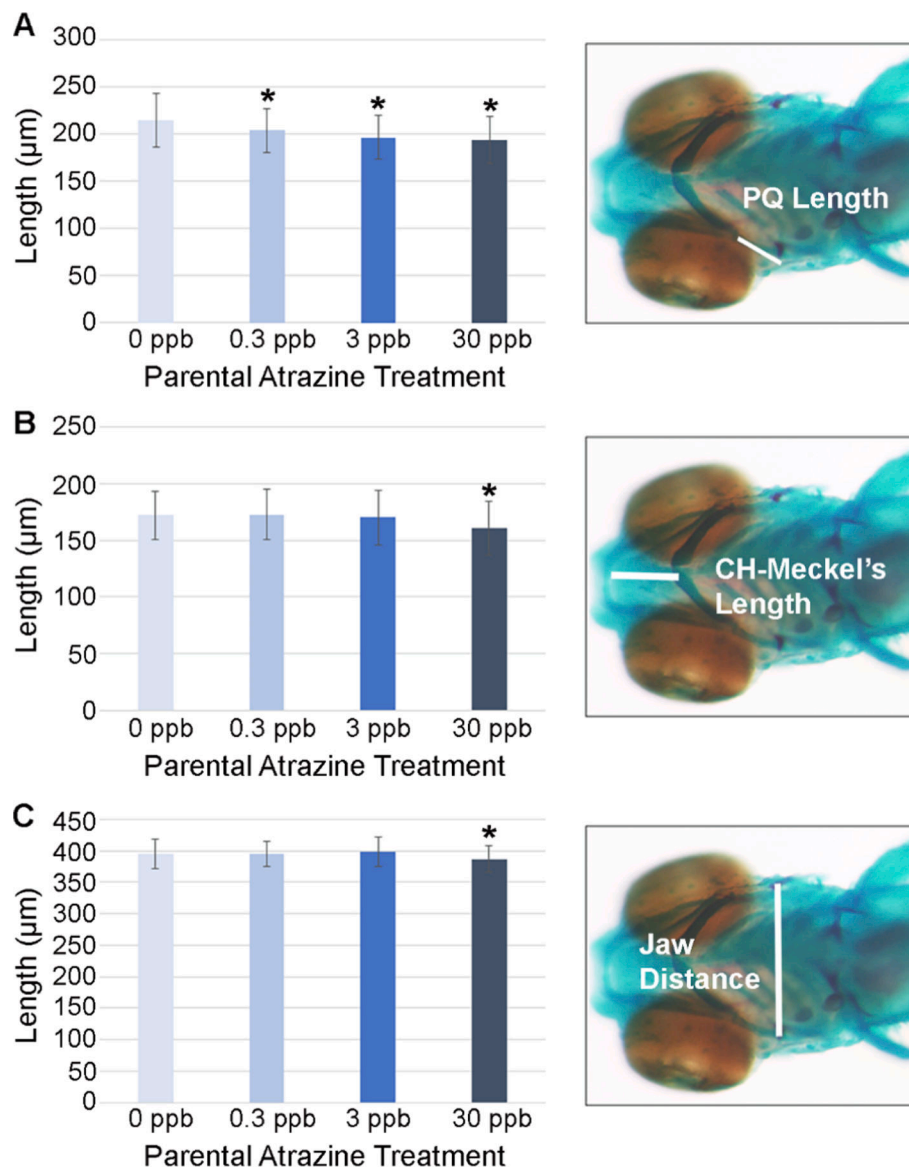 A
300
250
200
150
100
50
0
Length (µm)
*
*
*
0 ppb
0.3 ppb
3 ppb
30 ppb
Parental Atrazine Treatment
PQ Length
B
250
200
150
100
50
0
Length (µm)
*
0 ppb
0.3 ppb
3 ppb
30 ppb
Parental Atrazine Treatment
CH-Meckel's
Length
C
450
400
350
300
250
200
150
100
50
0
Length (µm)
*
0 ppb
0.3 ppb
3 ppb
30 ppb
Parental Atrazine Treatment
Jaw
Distance